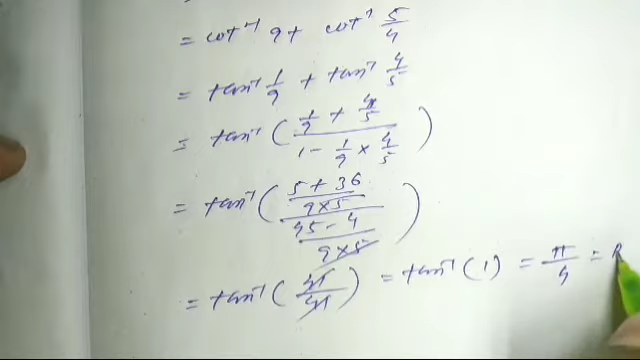 = cot⁻¹ 9 + cot⁻¹ 5/4
= tan⁻¹ 1/9 + tan⁻¹ 4/5
= tan⁻¹ ( (1/9 + 4/5) / (1 - 1/9 × 4/5) )
= tan⁻¹ ( ((5 + 36) / (9×5)) / ((45 - 4) / (9×5)) )
= tan⁻¹ ( 41/41 ) = tan⁻¹ (1) = π/4 =